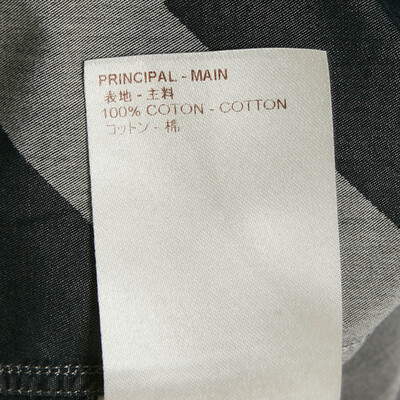 PRINCIPAL - MAIN
表地 - 主料
100% COTON - COTTON
コットン - 棉